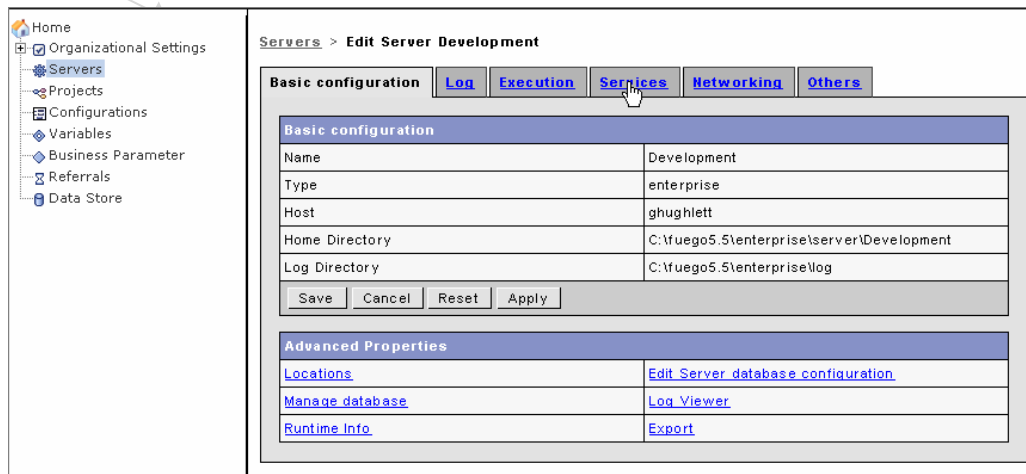 Home
Organizational Settings
Servers
Projects
Configurations
Variables
Business Parameter
Referrals
Data Store
Servers > Edit Server Development
Basic configuration Log Execution Services Networking Others
Basic configuration
Name Development
Type enterprise
Host ghughlett
Home Directory C:\fuego5.5\enterprise\server\Development
Log Directory C:\fuego5.5\enterprise\log
Save Cancel Reset Apply
Advanced Properties
Locations Edit Server database configuration
Manage database Log Viewer
Runtime Info Export